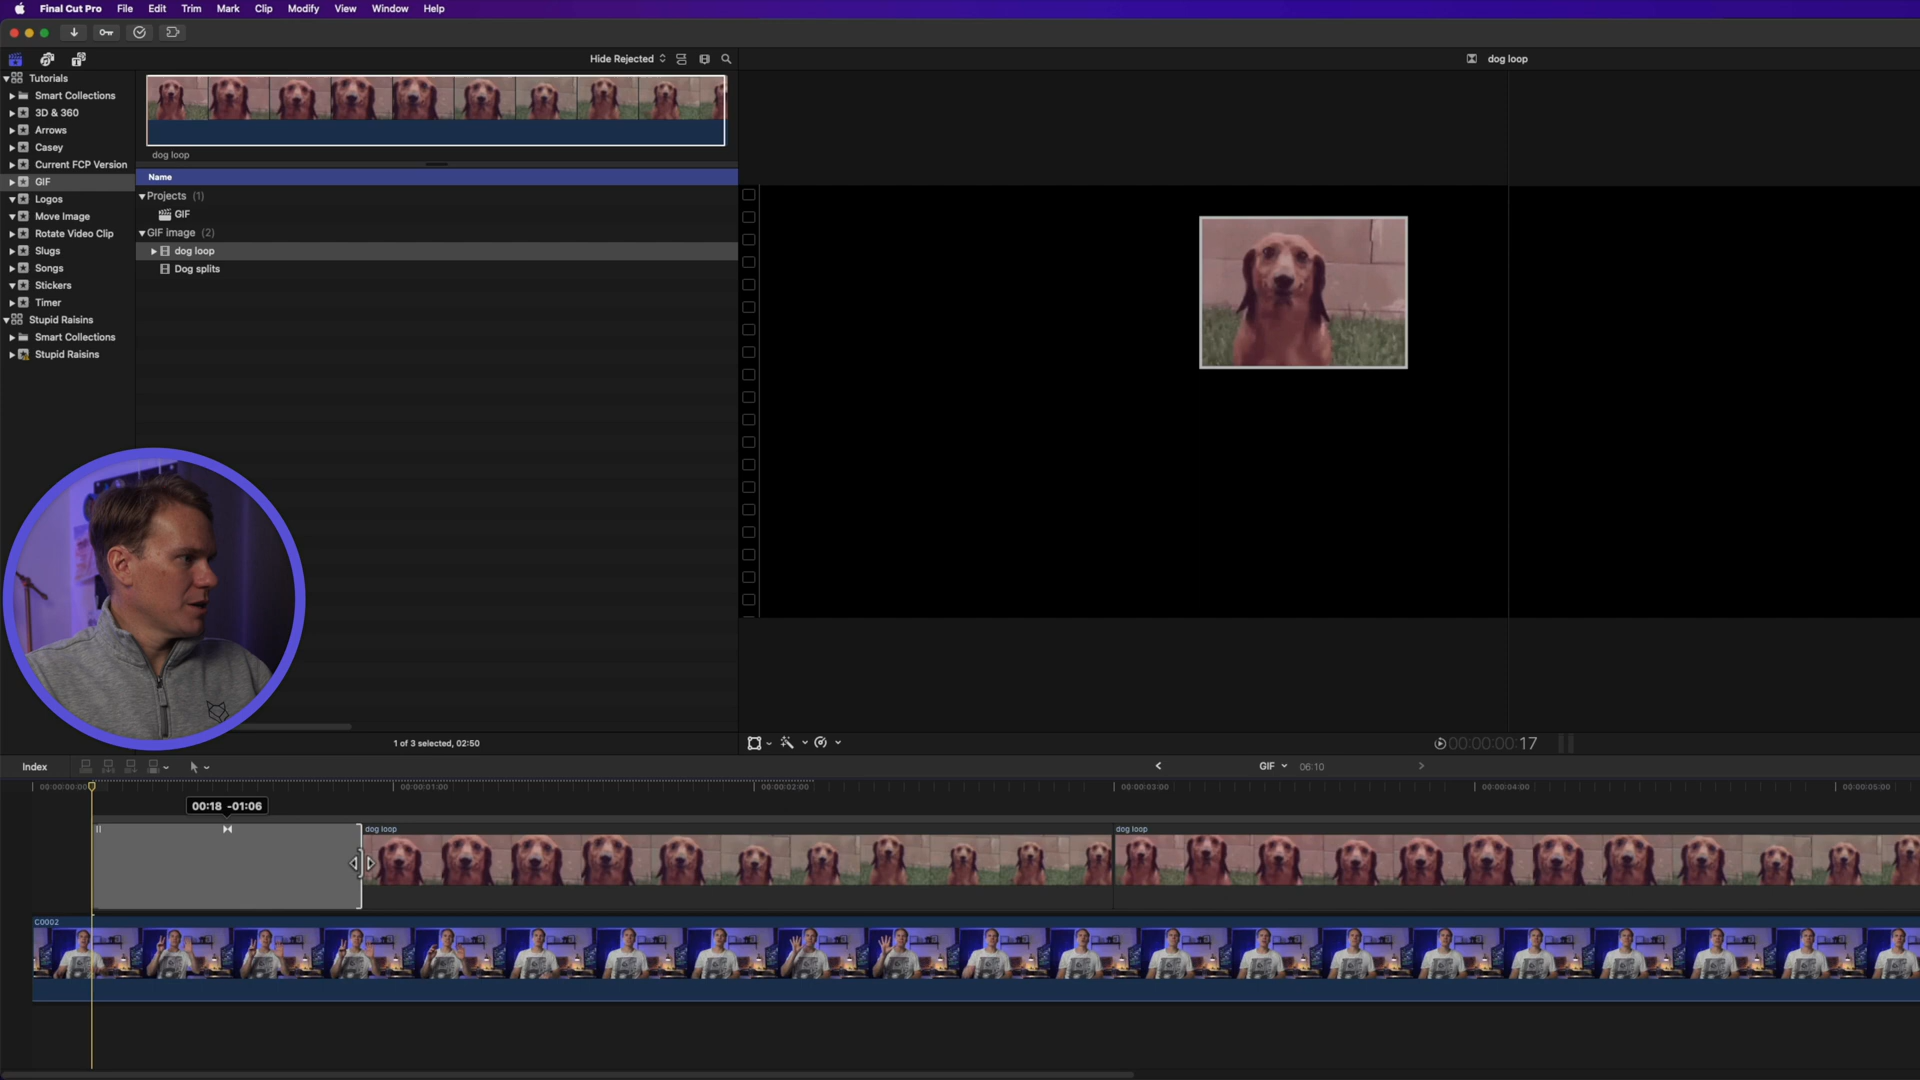 Final Cut Pro File Edit Trim Mark Clip Modify View Window Help
Hide Rejected
dog loop
Tutorials
Smart Collections
3D & 360
Arrows
Casey
Current FCP Version
GIF
Logos
Move Image
Rotate Video Clip
Slugs
Songs
Stickers
Timer
Stupid Raisins
Smart Collections
Stupid Raisins
dog loop
Name
Projects (1)
GIF
GIF image (2)
dog loop
Dog splits
1 of 3 selected, 02:50
00:00:00:17
Index
GIF 06:10
00:00:00:0 00:00:01:00 00:00:02:00 00:00:03:00 00:00:04:00 00:00:05:00
00:18 -01:06
dog loop dog loop
C0002